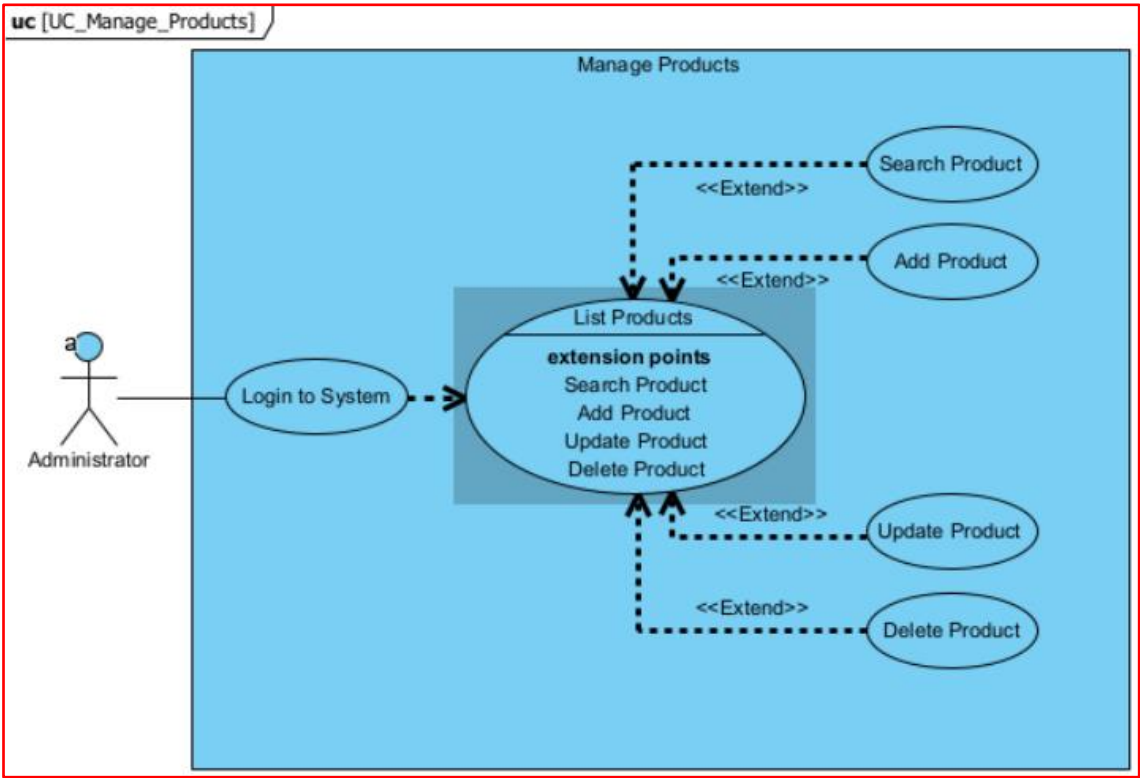 uc [UC_Manage_Products]
Manage Products
Search Product
<<Extend>>
Add Product
<<Extend>>
List Products
extension points
Search Product
Add Product
Update Product
Delete Product
a
Login to System
Administrator
<<Extend>>
Update Product
<<Extend>>
Delete Product